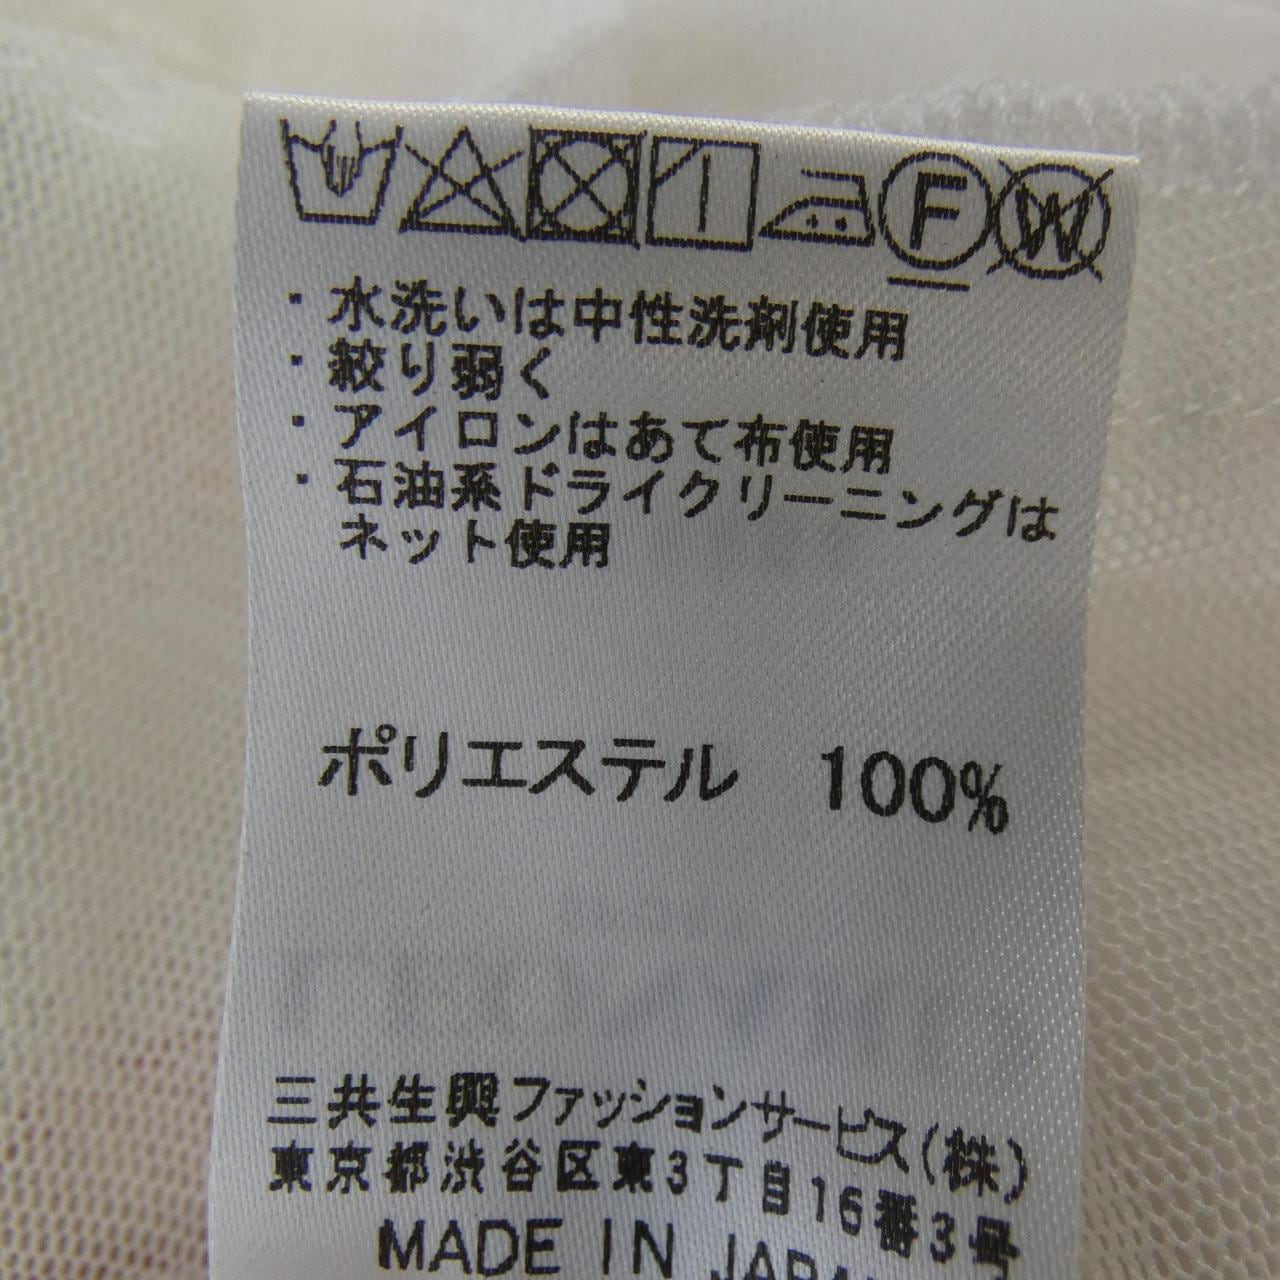 F W
・水洗いは中性洗剤使用
・絞り弱く
・アイロンはあて布使用
・石油系ドライクリーニングは
ネット使用
ポリエステル 100%
三共生興ファッションサービス(株)
東京都渋谷区東3丁目16番3号
MADE IN JAPAN